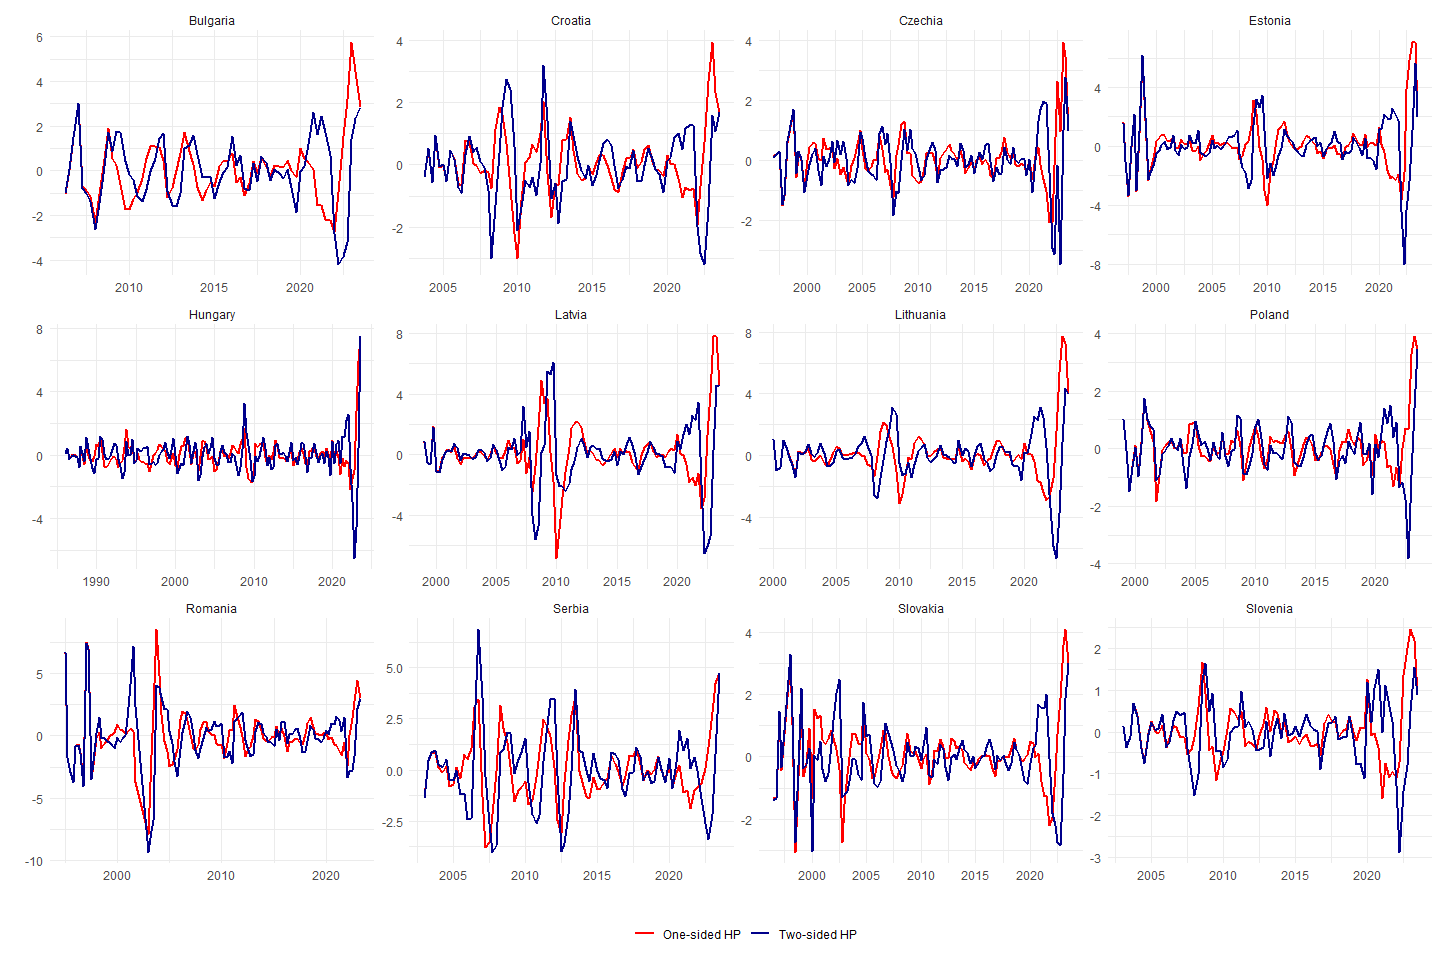 Bulgaria Croatia Czechia Estonia
6 4 2 0 -2 -4
2010 2015 2020
4 2 0 -2
2005 2010 2015 2020
4 2 0 -2
2000 2005 2010 2015 2020
4 0 -4 -8
2000 2005 2010 2015 2020
Hungary Latvia Lithuania Poland
8 4 0 -4
1990 2000 2010 2020
8 4 0 -4
2000 2005 2010 2015 2020
8 4 0 -4
2000 2005 2010 2015 2020
4 2 0 -2 -4
2000 2005 2010 2015 2020
Romania Serbia Slovakia Slovenia
5 0 -5 -10
2000 2010 2020
5.0 2.5 0.0 -2.5
2005 2010 2015 2020
4 2 0 -2
2000 2005 2010 2015 2020
2 1 0 -1 -2 -3
2005 2010 2015 2020
One-sided HP Two-sided HP